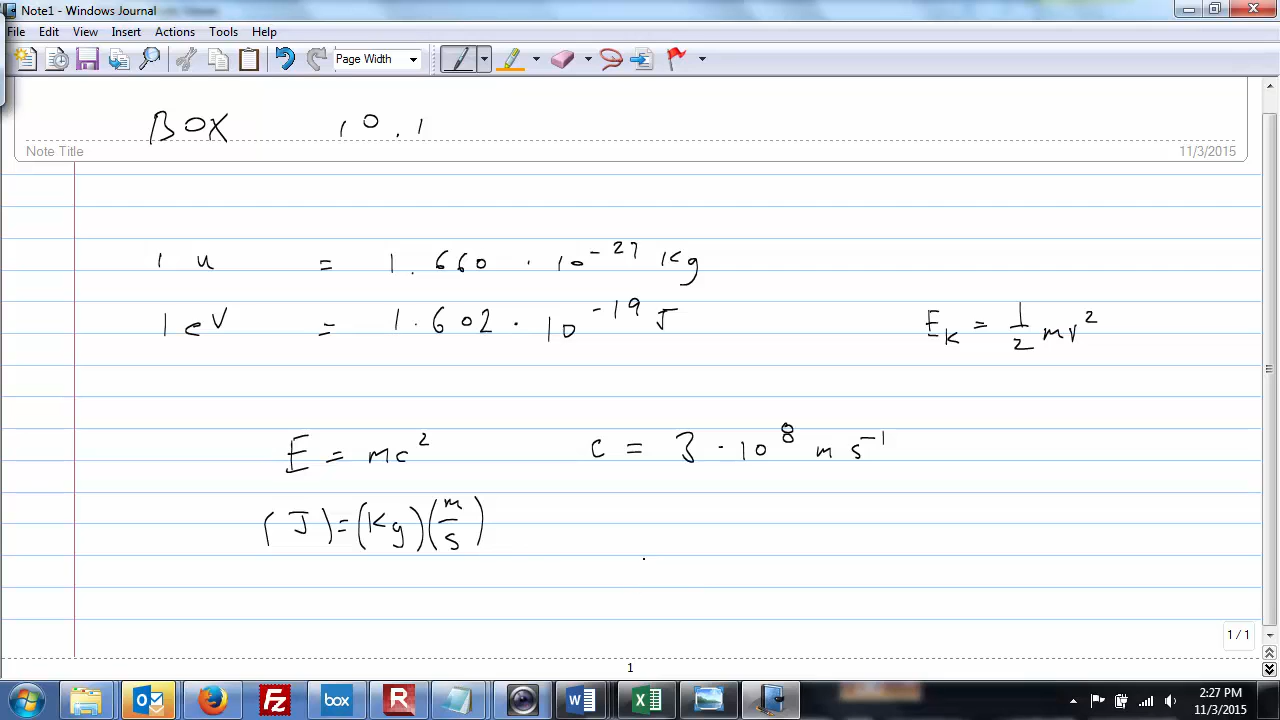 Note1 - Windows Journal
File Edit View Insert Actions Tools Help
Page Width
BOX 10.1
Note Title 11/3/2015
1 u = 1.660 · 10⁻²⁷ Kg
1 eV = 1.602 · 10⁻¹⁹ J
E_K = 1/2 mv²
E = mc² c = 3 · 10⁸ m s⁻¹
(J) = (Kg)(m/s)
1 / 1
1
FZ box R W X
2:27 PM
11/3/2015